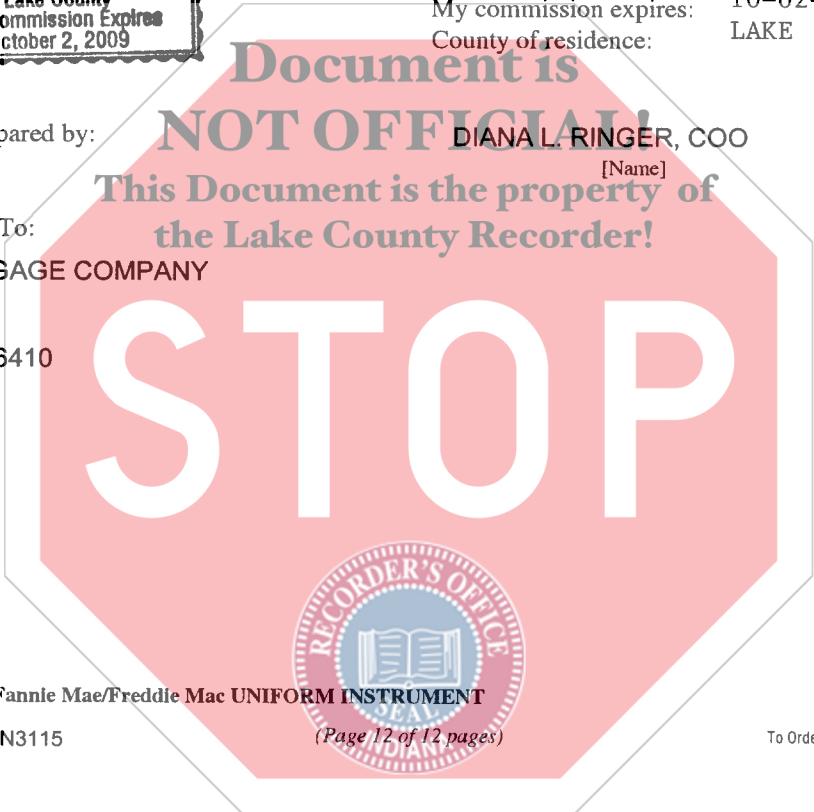 Lake County
My commission expires:
ommission Expires
ctober 2, 2009
County of residence:
LAKE
Document is
NOT OFFICIAL!
pared by:
DIANA L. RINGER, COO
[Name]
This Document is the property of
To:
the Lake County Recorder!
GAGE COMPANY
STOP
6410
RECORDER'S OFFICE
annie Mae/Freddie Mac UNIFORM INSTRUMENT
SEAL
N3115
(Page 12 of 12 pages)
To Orde
INDIANA